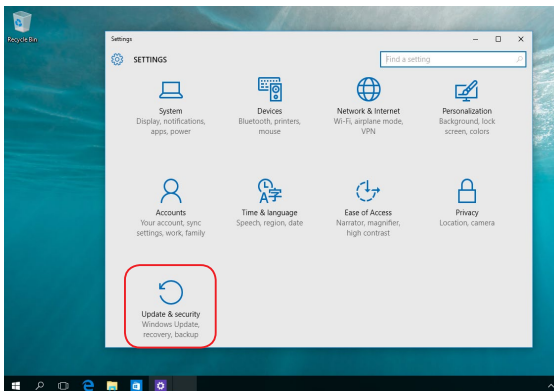 Recycle Bin
Settings
SETTINGS
Find a setting
System
Display, notifications,
apps, power
Devices
Bluetooth, printers,
mouse
Network & Internet
Wi-Fi, airplane mode,
VPN
Personalization
Background, lock
screen, colors
Accounts
Your account, sync
settings, work, family
Time & language
Speech, region, date
Ease of Access
Narrator, magnifier,
high contrast
Privacy
Location, camera
Update & security
Windows Update,
recovery, backup